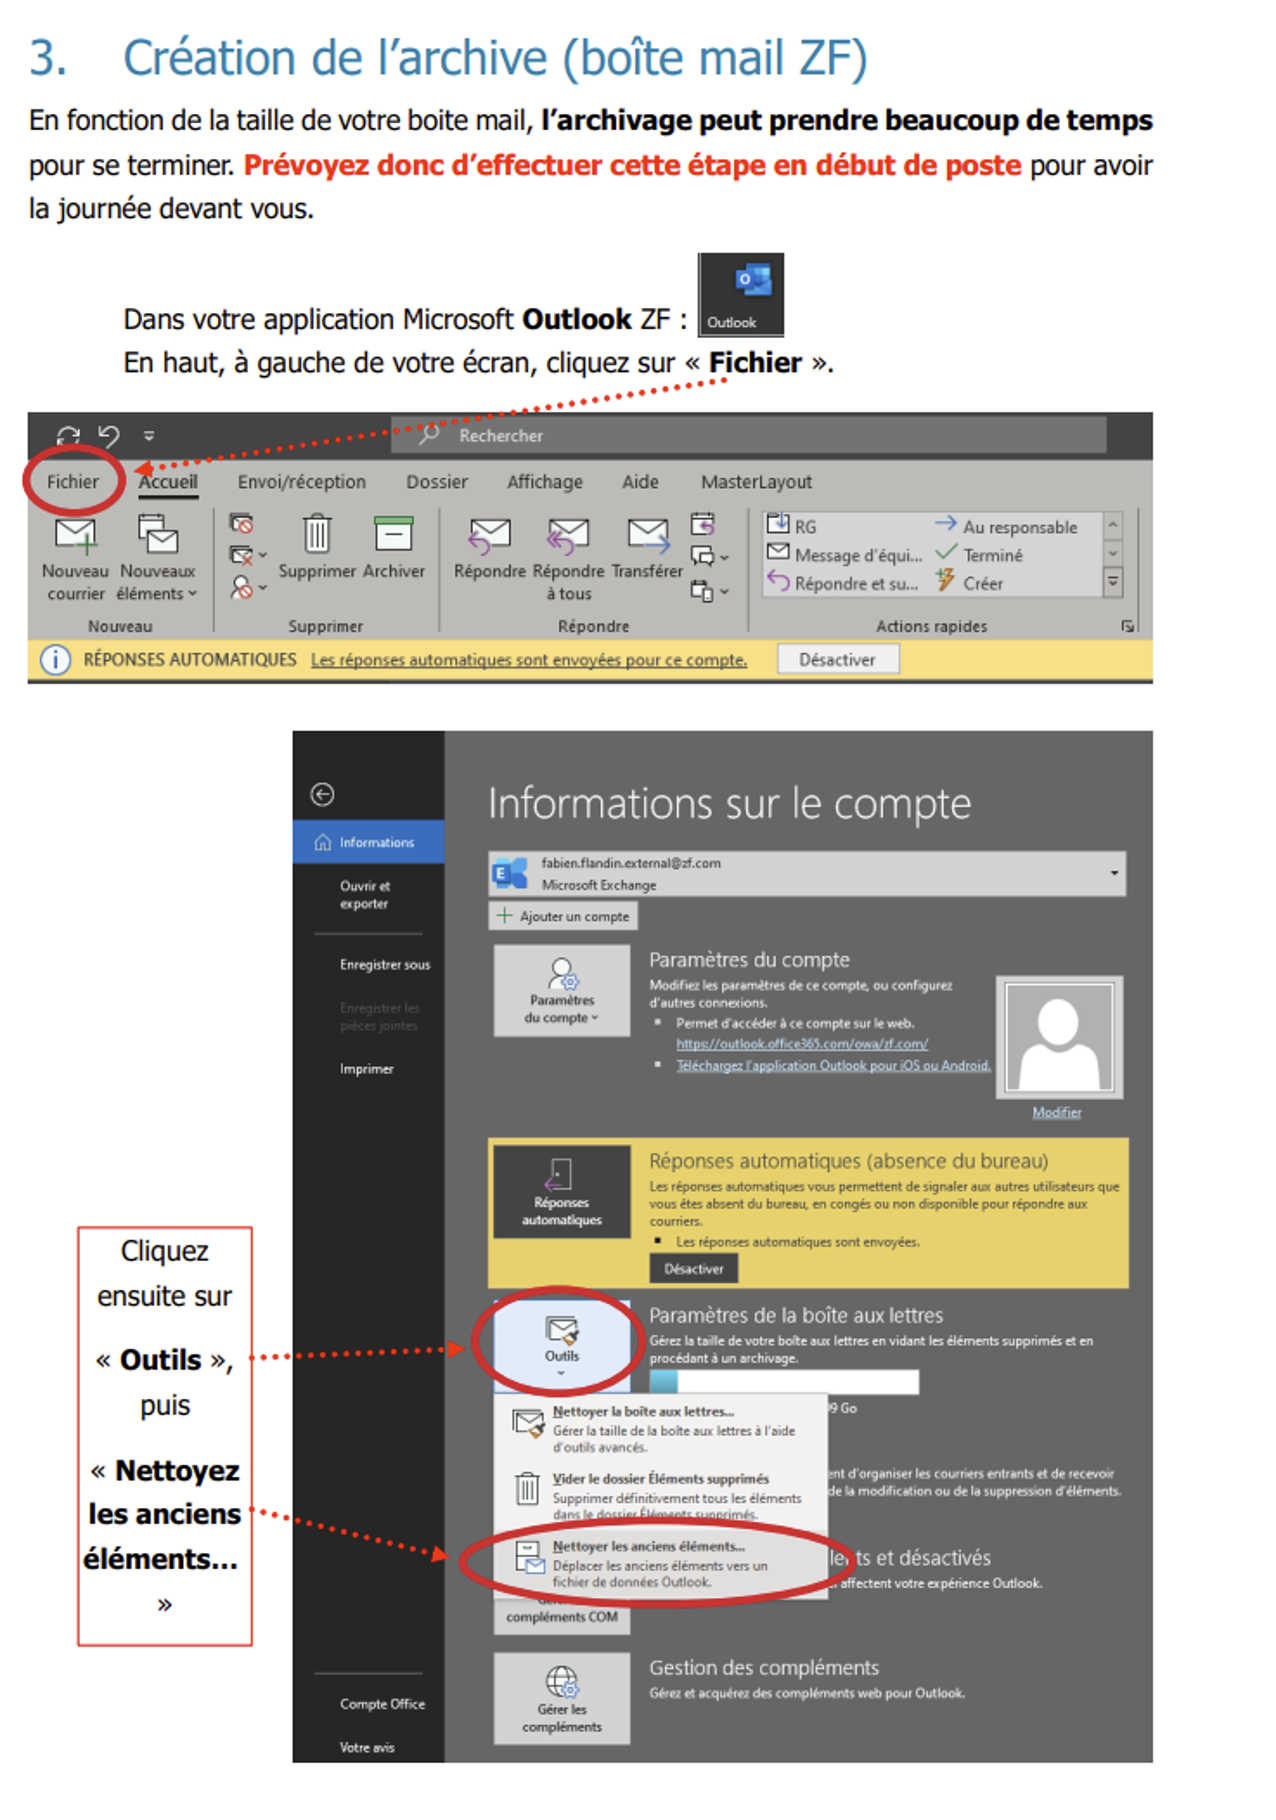 3. Création de l’archive (boîte mail ZF)
En fonction de la taille de votre boite mail, l’archivage peut prendre beaucoup de temps
pour se terminer. Prévoyez donc d’effectuer cette étape en début de poste pour avoir
la journée devant vous.
Dans votre application Microsoft Outlook ZF :
Outlook
En haut, à gauche de votre écran, cliquez sur « Fichier ».
Rechercher
Fichier Accueil Envoi/réception Dossier Affichage Aide MasterLayout
RG Au responsable
Message d'équi... Terminé
Répondre et su... Créer
Nouveau courrier
Nouveaux éléments
Supprimer Archiver
Répondre
Répondre à tous
Transférer
Nouveau Supprimer Répondre Actions rapides
RÉPONSES AUTOMATIQUES Les réponses automatiques sont envoyées pour ce compte. Désactiver
Informations
Ouvrir et
exporter
Enregistrer sous
Enregistrer les
pièces jointes
Imprimer
Compte Office
Votre avis
Informations sur le compte
fabien.flandin.external@zf.com
Microsoft Exchange
Ajouter un compte
Paramètres
du compte
Paramètres du compte
Modifiez les paramètres de ce compte, ou configurez
d'autres connexions.
Permet d'accéder à ce compte sur le web.
https://outlook.office365.com/owa/zf.com/
Téléchargez l'application Outlook pour iOS ou Android.
Modifier
Réponses
automatiques
Réponses automatiques (absence du bureau)
Les réponses automatiques vous permettent de signaler aux autres utilisateurs que
vous êtes absent du bureau, en congés ou non disponible pour répondre aux
courriers.
Les réponses automatiques sont envoyées.
Désactiver
Cliquez
ensuite sur
« Outils »,
puis
« Nettoyez
les anciens
éléments...
»
Outils
Paramètres de la boîte aux lettres
Gérez la taille de votre boîte aux lettres en vidant les éléments supprimés et en
procédant à un archivage.
9 Go
Nettoyer la boîte aux lettres...
Gérer la taille de la boîte aux lettres à l'aide
d'outils avancés.
Vider le dossier Éléments supprimés
Supprimer définitivement tous les éléments
dans le dossier Éléments supprimés.
Nettoyer les anciens éléments...
Déplacer les anciens éléments vers un
fichier de données Outlook.
ent d'organiser les courriers entrants et de recevoir
de la modification ou de la suppression d'éléments.
ents et désactivés
affectent votre expérience Outlook.
compléments COM
Gérer les
compléments
Gestion des compléments
Gérez et acquérez des compléments web pour Outlook.